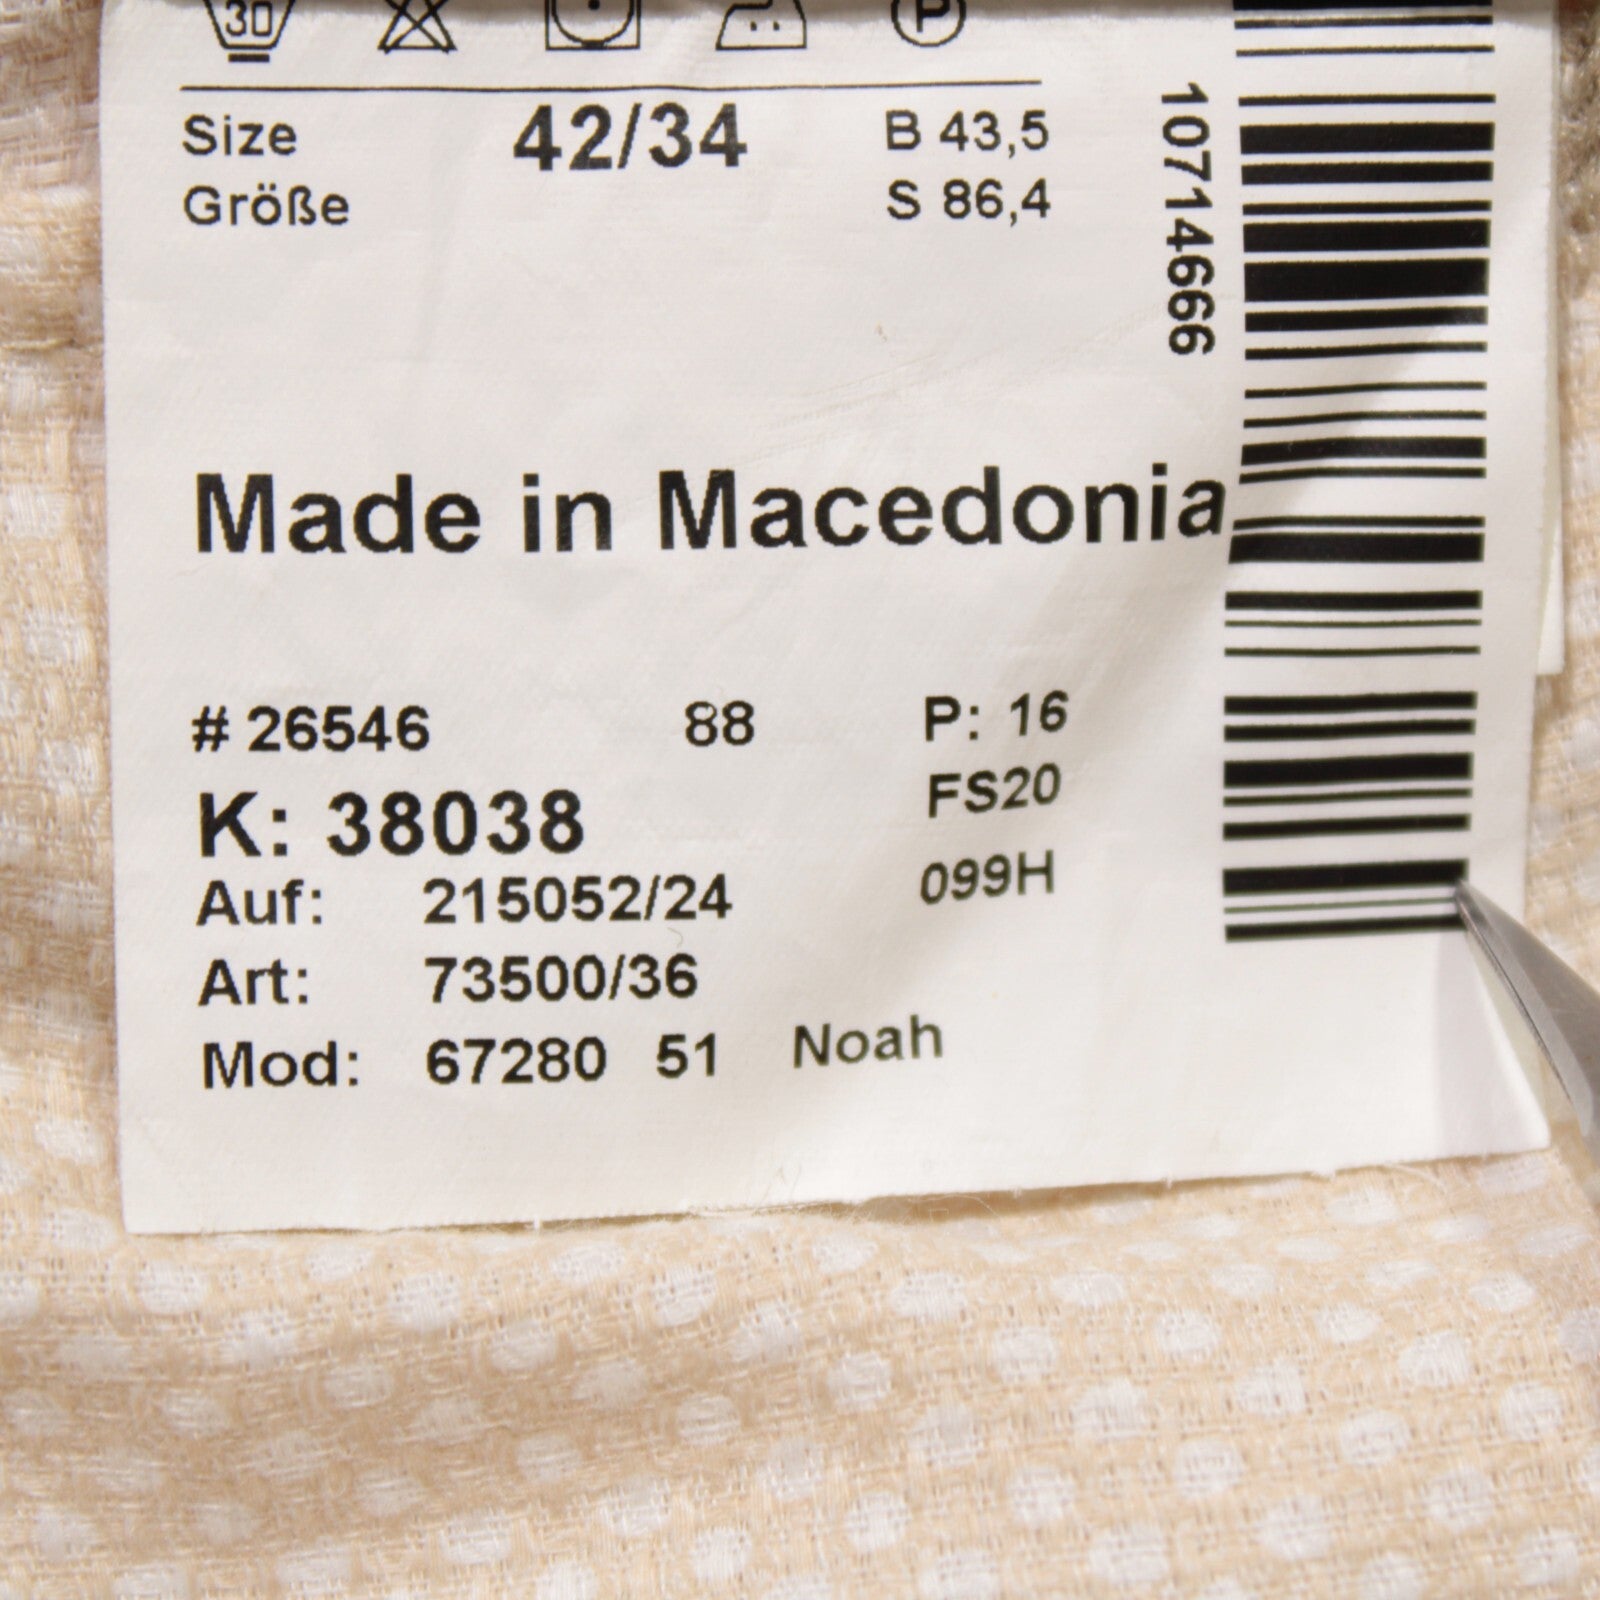 30
P
Size 42/34 B 43,5
Größe S 86,4
10714666
Made in Macedonia
# 26546 88 P: 16
K: 38038 FS20
Auf: 215052/24 099H
Art: 73500/36
Mod: 67280 51 Noah